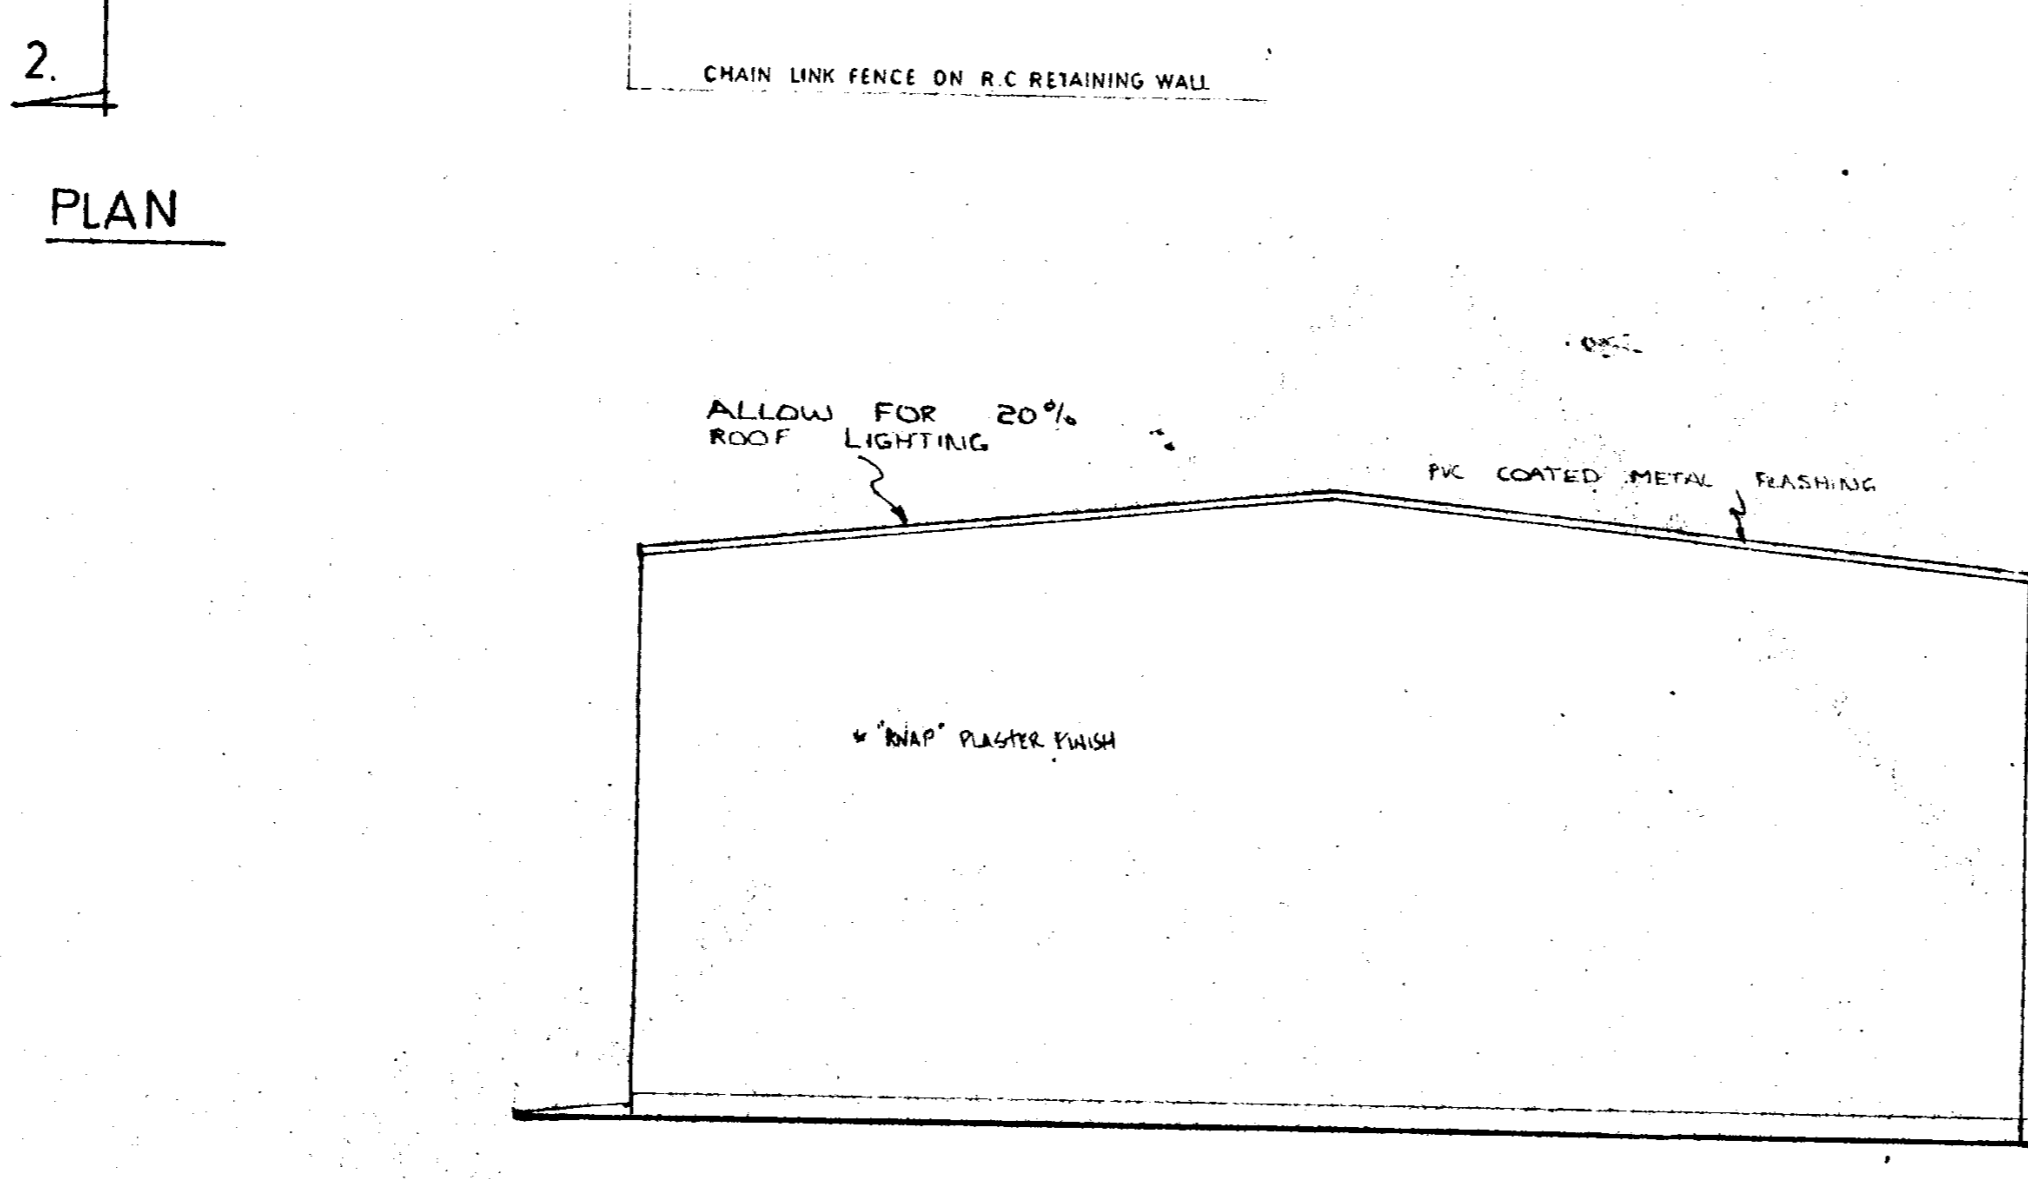 2.
CHAIN LINK FENCE ON R.C RETAINING WALL
PLAN
ALLOW FOR 20%
ROOF LIGHTING
PVC COATED METAL FLASHING
* "KNAP" PLASTER FINISH